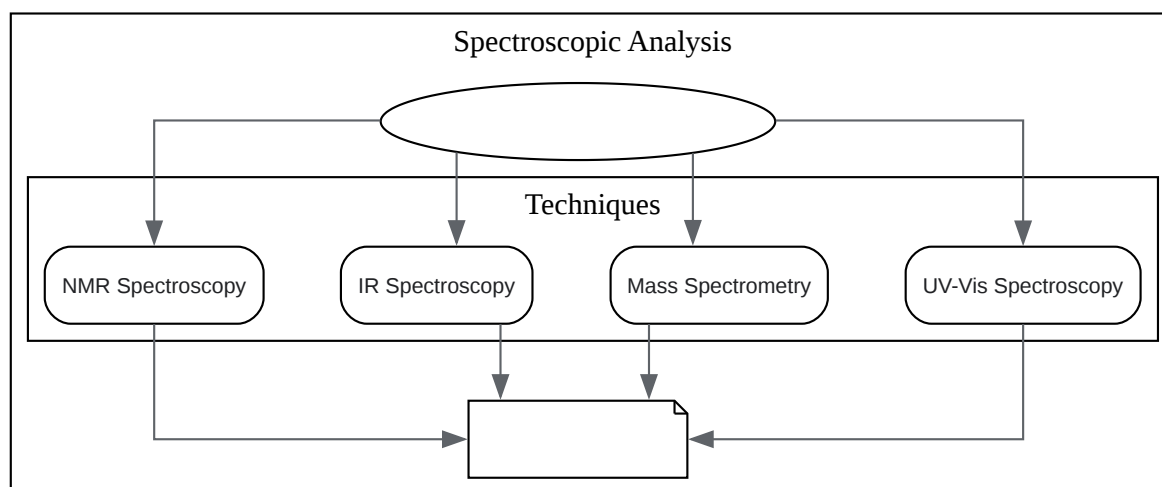 Spectroscopic Analysis
Techniques
NMR Spectroscopy
IR Spectroscopy
Mass Spectrometry
UV-Vis Spectroscopy